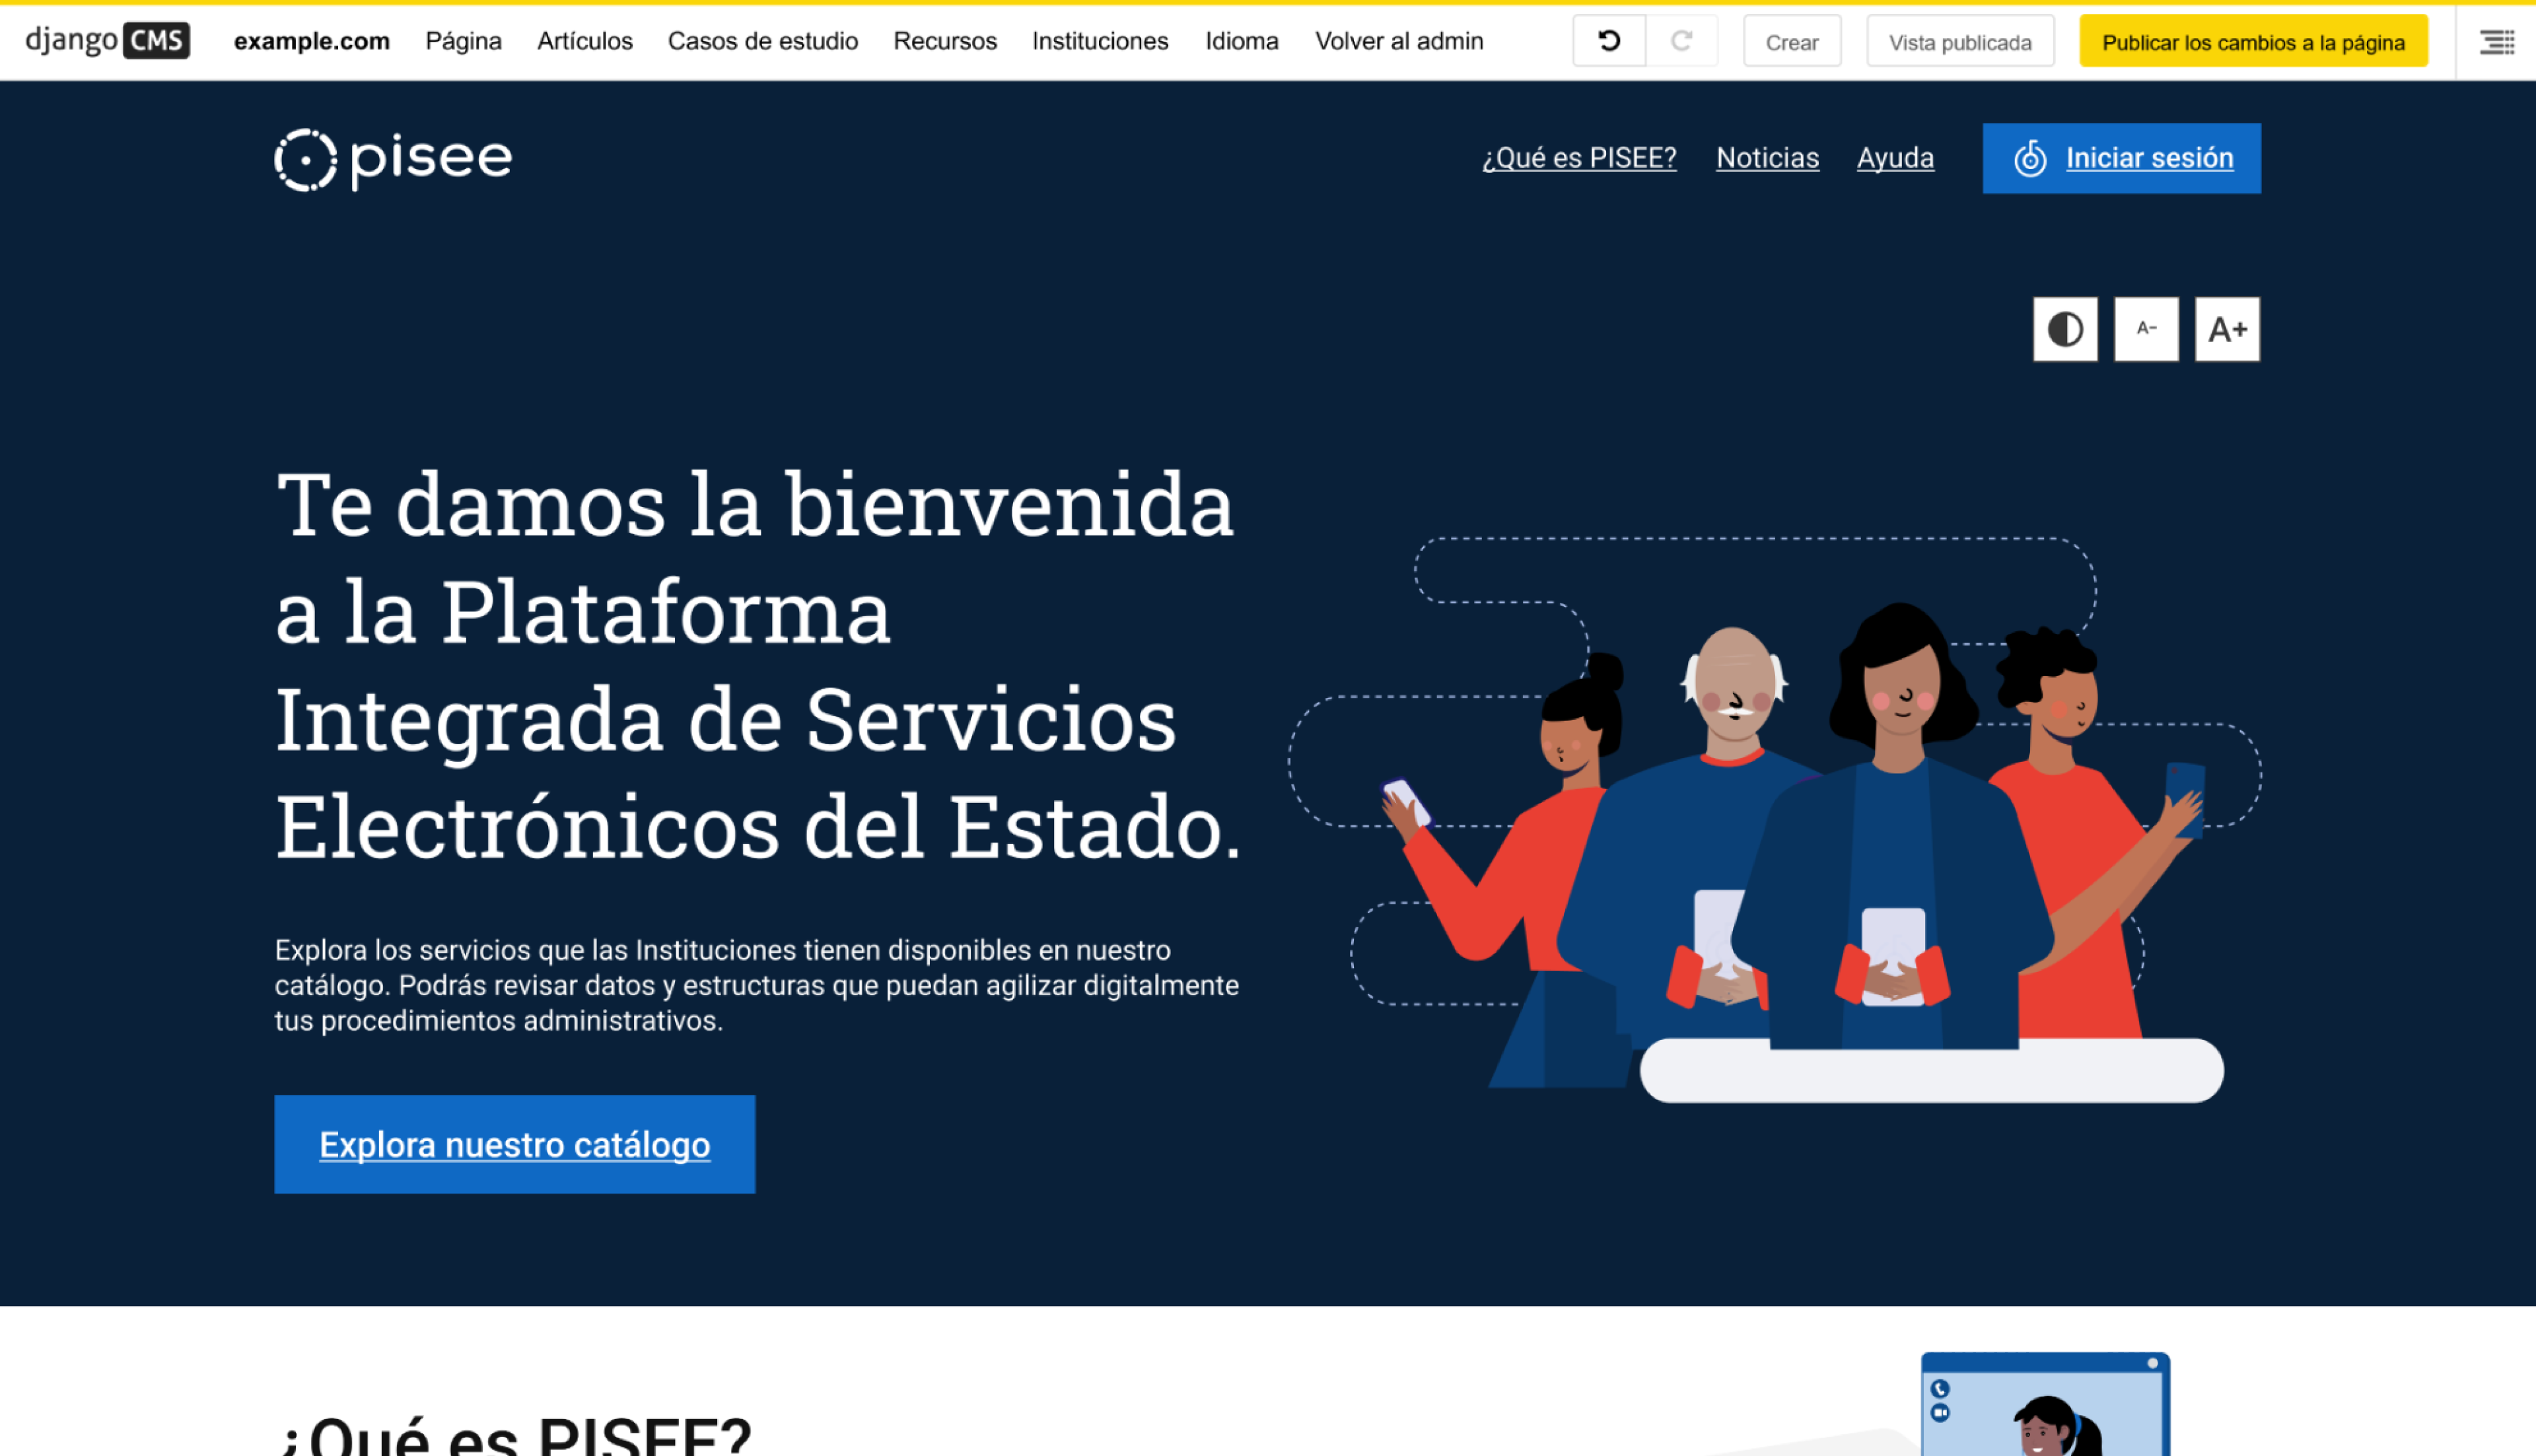 django CMS example.com Página Artículos Casos de estudio Recursos Instituciones Idioma Volver al admin Crear Vista publicada Publicar los cambios a la página
pisee ¿Qué es PISEE? Noticias Ayuda Iniciar sesión
A- A+
Te damos la bienvenida
a la Plataforma
Integrada de Servicios
Electrónicos del Estado.
Explora los servicios que las Instituciones tienen disponibles en nuestro
catálogo. Podrás revisar datos y estructuras que puedan agilizar digitalmente
tus procedimientos administrativos.
Explora nuestro catálogo
¿Qué es PISEE?